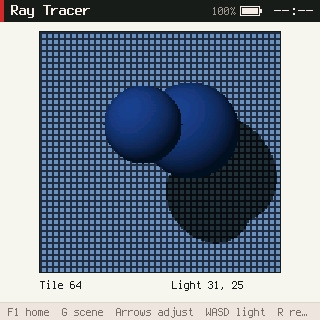 Ray Tracer 100% --:--
Tile 64 Light 31, 25
F1 home G scene Arrows adjust WASD light R re…